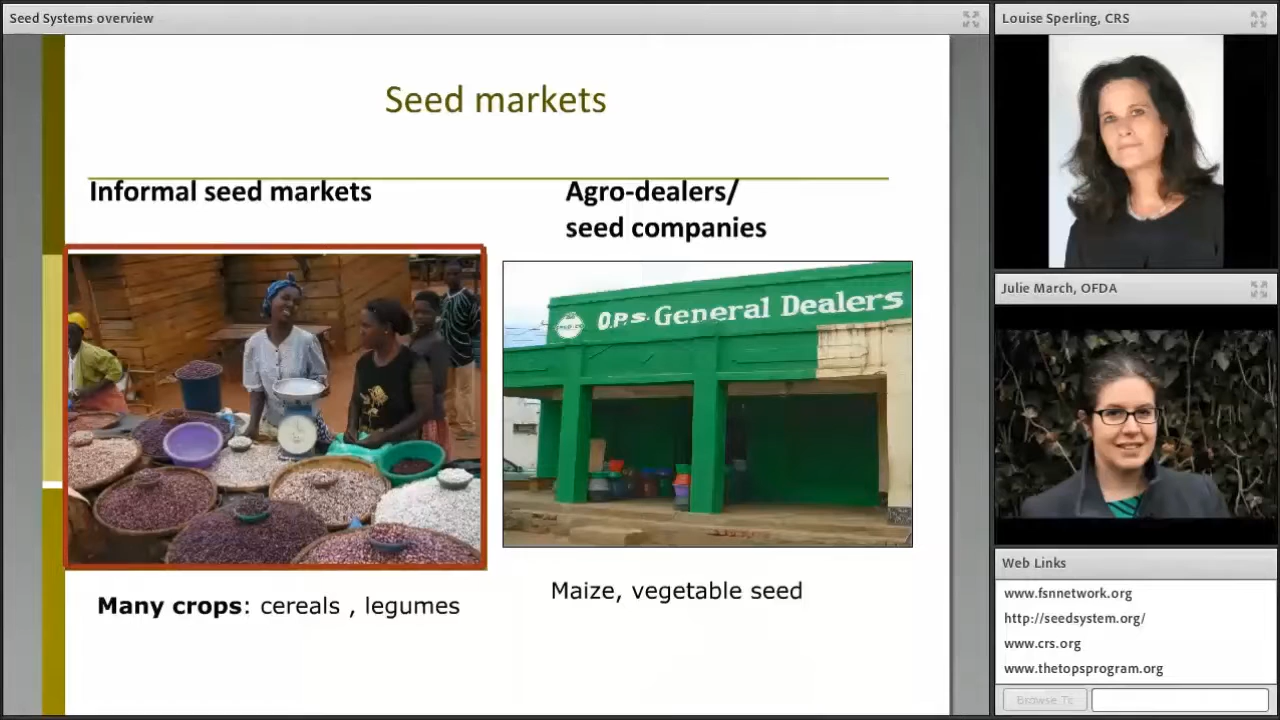 Seed Systems overview
Seed markets
Informal seed markets
Agro-dealers/
seed companies
O.P.S. General Dealers
Many crops: cereals , legumes
Maize, vegetable seed
Louise Sperling, CRS
Julie March, OFDA
Web Links
www.fsnnetwork.org
http://seedsystem.org/
www.crs.org
www.thetopsprogram.org
Browse To